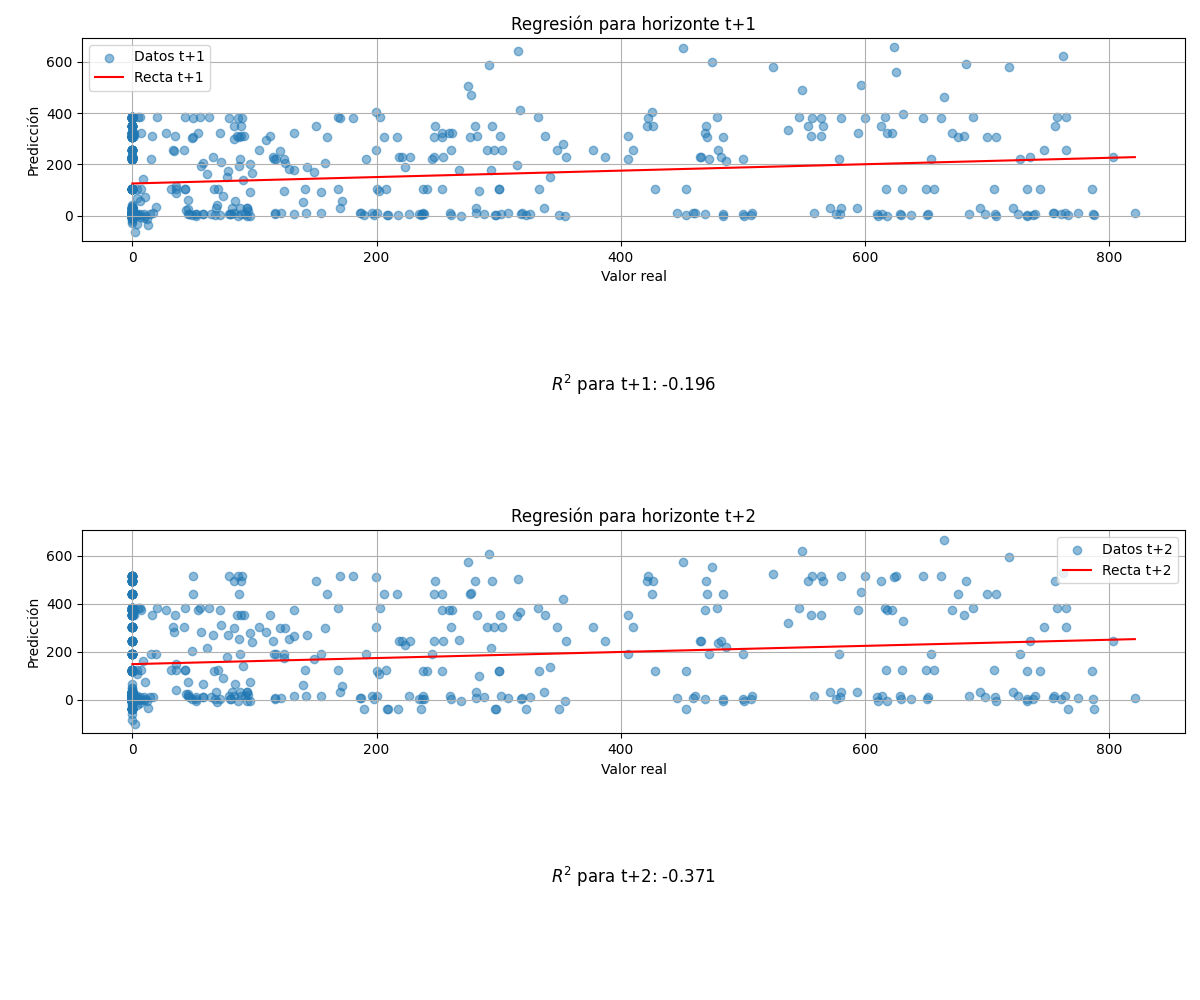 Regresión para horizonte t+1
Datos t+1
Recta t+1
Predicción
600
400
200
0
0 200 400 600 800
Valor real
R² para t+1: -0.196
Regresión para horizonte t+2
Datos t+2
Recta t+2
Predicción
600
400
200
0
0 200 400 600 800
Valor real
R² para t+2: -0.371